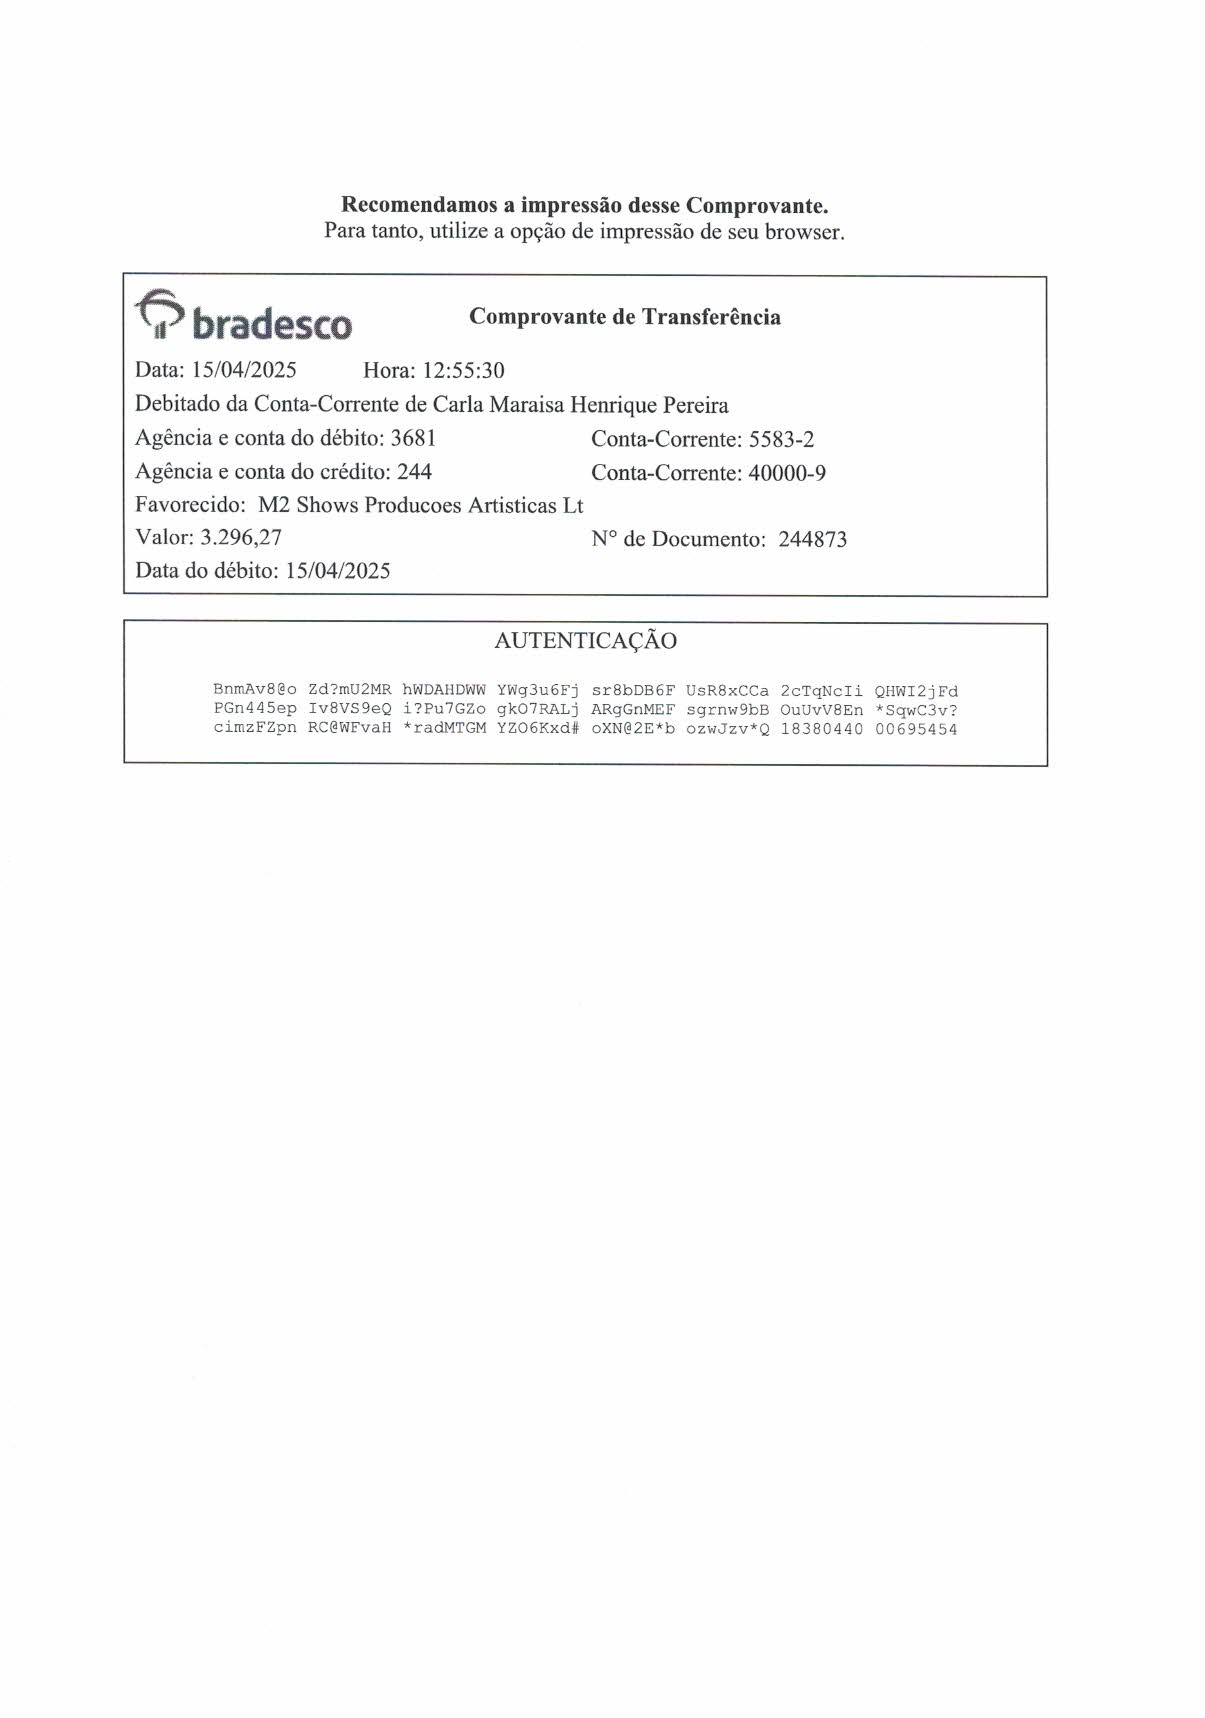 Recomendamos a impressão desse Comprovante.
Para tanto, utilize a opção de impressão de seu browser.
bradesco
Comprovante de Transferência
Data: 15/04/2025 Hora: 12:55:30
Debitado da Conta-Corrente de Carla Maraisa Henrique Pereira
Agência e conta do débito: 3681 Conta-Corrente: 5583-2
Agência e conta do crédito: 244 Conta-Corrente: 40000-9
Favorecido: M2 Shows Producoes Artisticas Lt
Valor: 3.296,27 N° de Documento: 244873
Data do débito: 15/04/2025
AUTENTICAÇÃO
BnmAv8@o Zd?mU2MR hWDAHDWW YWg3u6Fj sr8bDB6F UsR8xCCa 2cTqNcIi QHWI2jFd
PGn445ep Iv8VS9eQ i?Pu7GZo gkO7RALj ARgGnMEF sgrnw9bB OuUvV8En *SqwC3v?
cimzFZpn RC@WFvaH *radMTGM YZO6Kxd# oXN@2E*b ozwJzv*Q 18380440 00695454